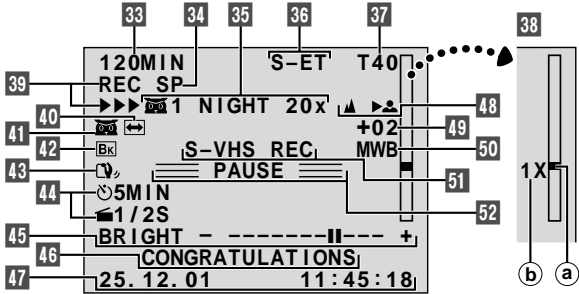 33 34 35 36 37 38
120MIN S-ET T40
REC SP
39
1 NIGHT 20x
40 48
41 +02 49
42 BK S-VHS REC MWB 50
43 PAUSE 51
44 5MIN 52
1/2S
45 BRIGHT - -----------II---- +
46 CONGRATULATIONS
47 25.12.01 11:45:18
1X
b a